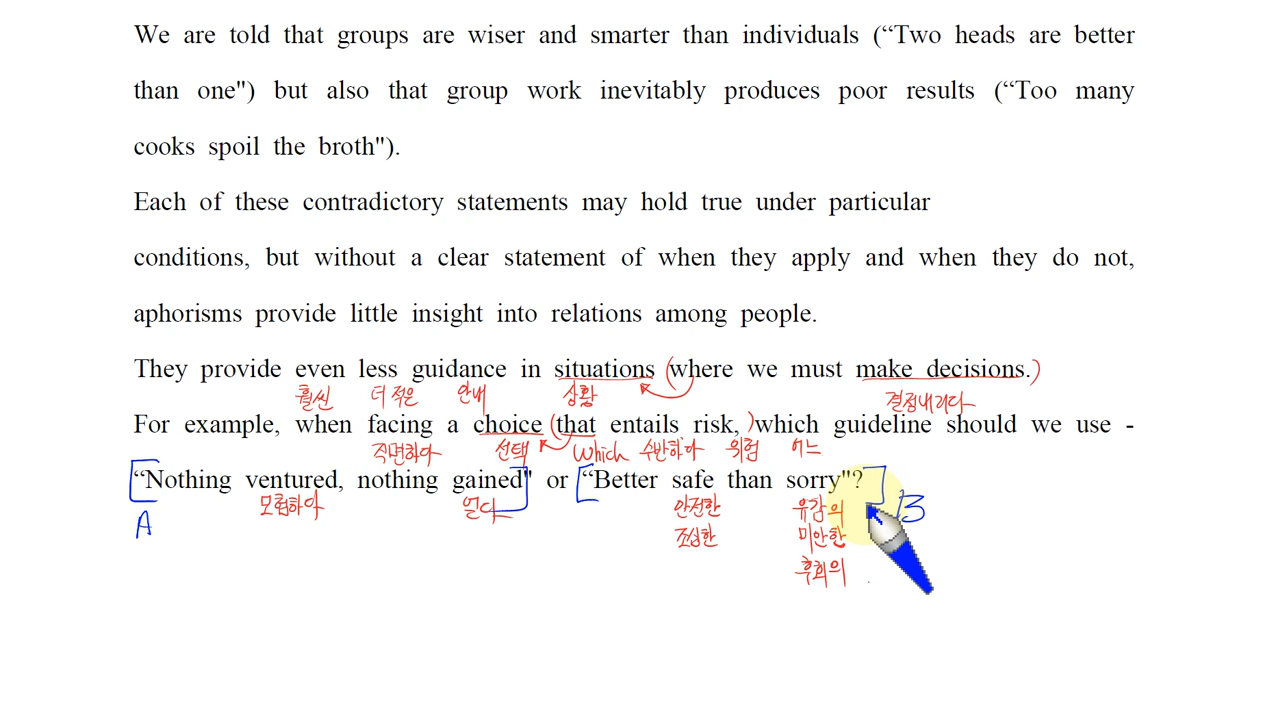 We are told that groups are wiser and smarter than individuals (“Two heads are better
than one") but also that group work inevitably produces poor results (“Too many
cooks spoil the broth").
Each of these contradictory statements may hold true under particular
conditions, but without a clear statement of when they apply and when they do not,
aphorisms provide little insight into relations among people.
They provide even less guidance in situations (where we must make decisions.)
훨씬 더 적은 안내 상황 결정내리다
For example, when facing a choice (that entails risk, )which guideline should we use -
직면하다 선택 which 수반하다 위험 어느
[“Nothing ventured, nothing gained"] or [“Better safe than sorry"?]
모험하다 얻다 안전한 유감의
A 조심한 미안한 B
후회의